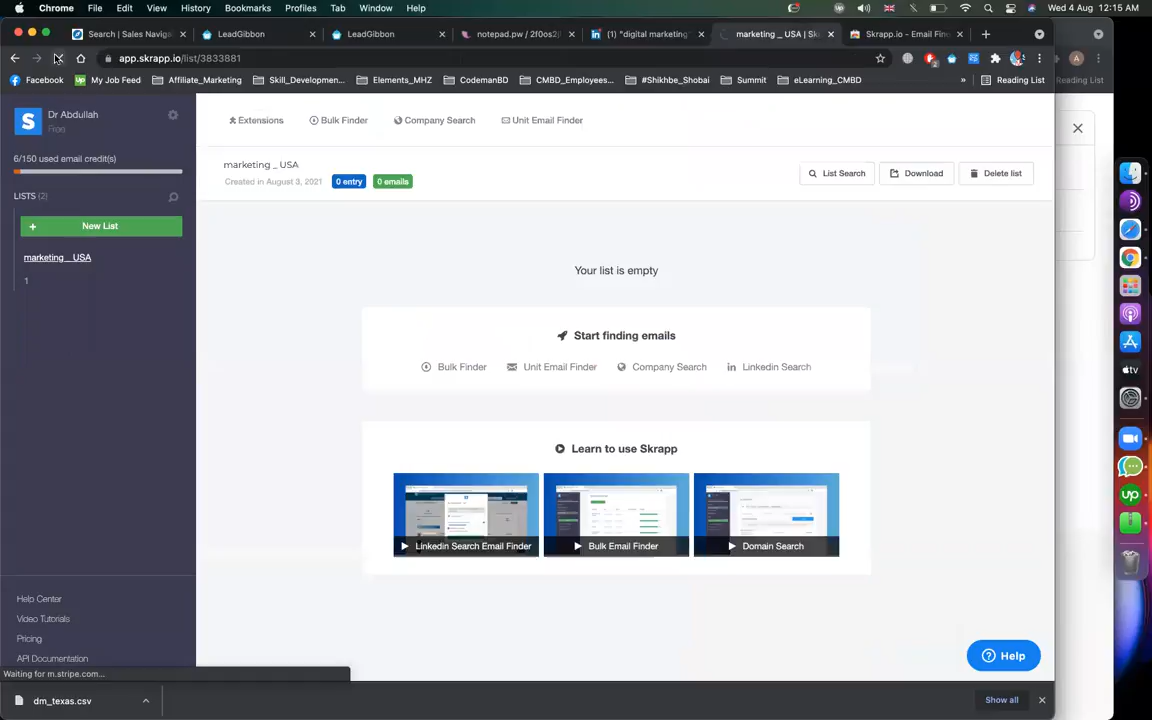 Chrome File Edit View History Bookmarks Profiles Tab Window Help Wed 4 Aug 12:15 AM
Search | Sales Navig LeadGibbon LeadGibbon notepad.pw / 2f0os2j (1) "digital marketing" marketing _ USA | Sk Skrapp.io - Email Fin
app.skrapp.io/list/3833881
Facebook My Job Feed Affiliate_Marketing Skill_Developmen... Elements_MHZ CodemanBD CMBD_Employees... #Shikhbe_Shobai Summit eLearning_CMBD » Reading List Reading List
S Dr Abdullah
Free
Extensions Bulk Finder Company Search Unit Email Finder
6/150 used email credit(s)
marketing _ USA
Created in August 3, 2021 0 entry 0 emails
List Search Download Delete list
LISTS (2)
+ New List
marketing _ USA
1
Your list is empty
Start finding emails
Bulk Finder Unit Email Finder Company Search Linkedin Search
Learn to use Skrapp
Linkedin Search Email Finder Bulk Email Finder Domain Search
Help Center
Video Tutorials
Pricing
API Documentation
Help
Waiting for m.stripe.com...
dm_texas.csv Show all